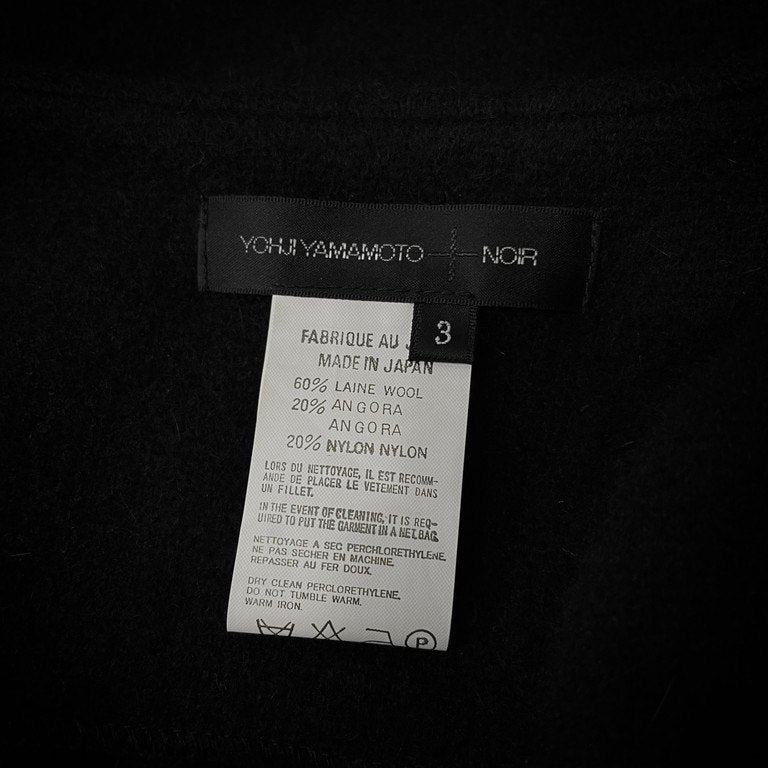 YOHJI YAMAMOTO NOIR
3
FABRIQUE AU J
MADE IN JAPAN
60% LAINE WOOL
20% ANGORA
ANGORA
20% NYLON NYLON
LORS DU NETTOYAGE, IL EST RECOMM-
ANDE DE PLACER LE VETEMENT DANS
UN FILLET.
IN THE EVENT OF CLEANING, IT IS REQ-
UIRED TO PUT THE GARMENT IN A NET BAG.
NETTOYAGE A SEC PERCHLORETHYLENE.
NE PAS SECHER EN MACHINE.
REPASSER AU FER DOUX.
DRY CLEAN PERCLORETHYLENE.
DO NOT TUMBLE WARM.
WARM IRON.
P